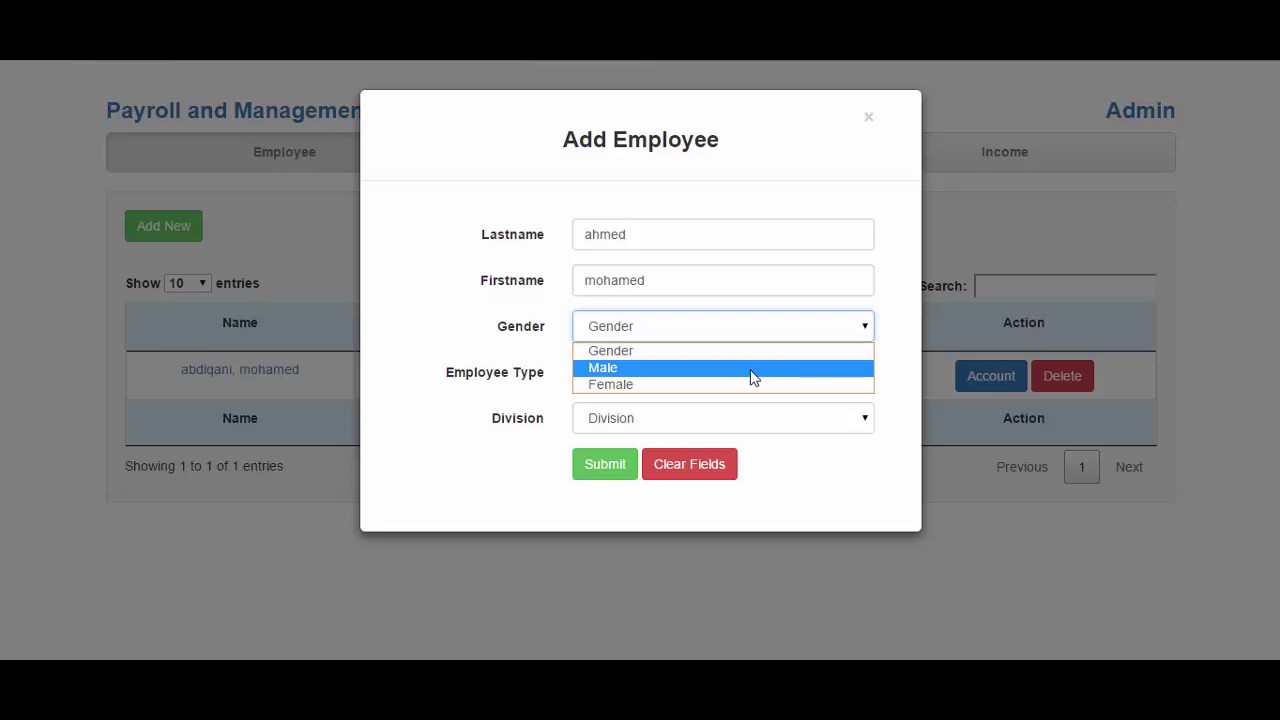 Payroll and Managemen
Admin
Employee
Income
Add New
Show 10 entries
Search:
Name
Action
abdiqani, mohamed
Account
Delete
Name
Action
Showing 1 to 1 of 1 entries
Previous
1
Next
×
Add Employee
Lastname
ahmed
Firstname
mohamed
Gender
Gender
Gender
Male
Female
Employee Type
Division
Division
Submit
Clear Fields